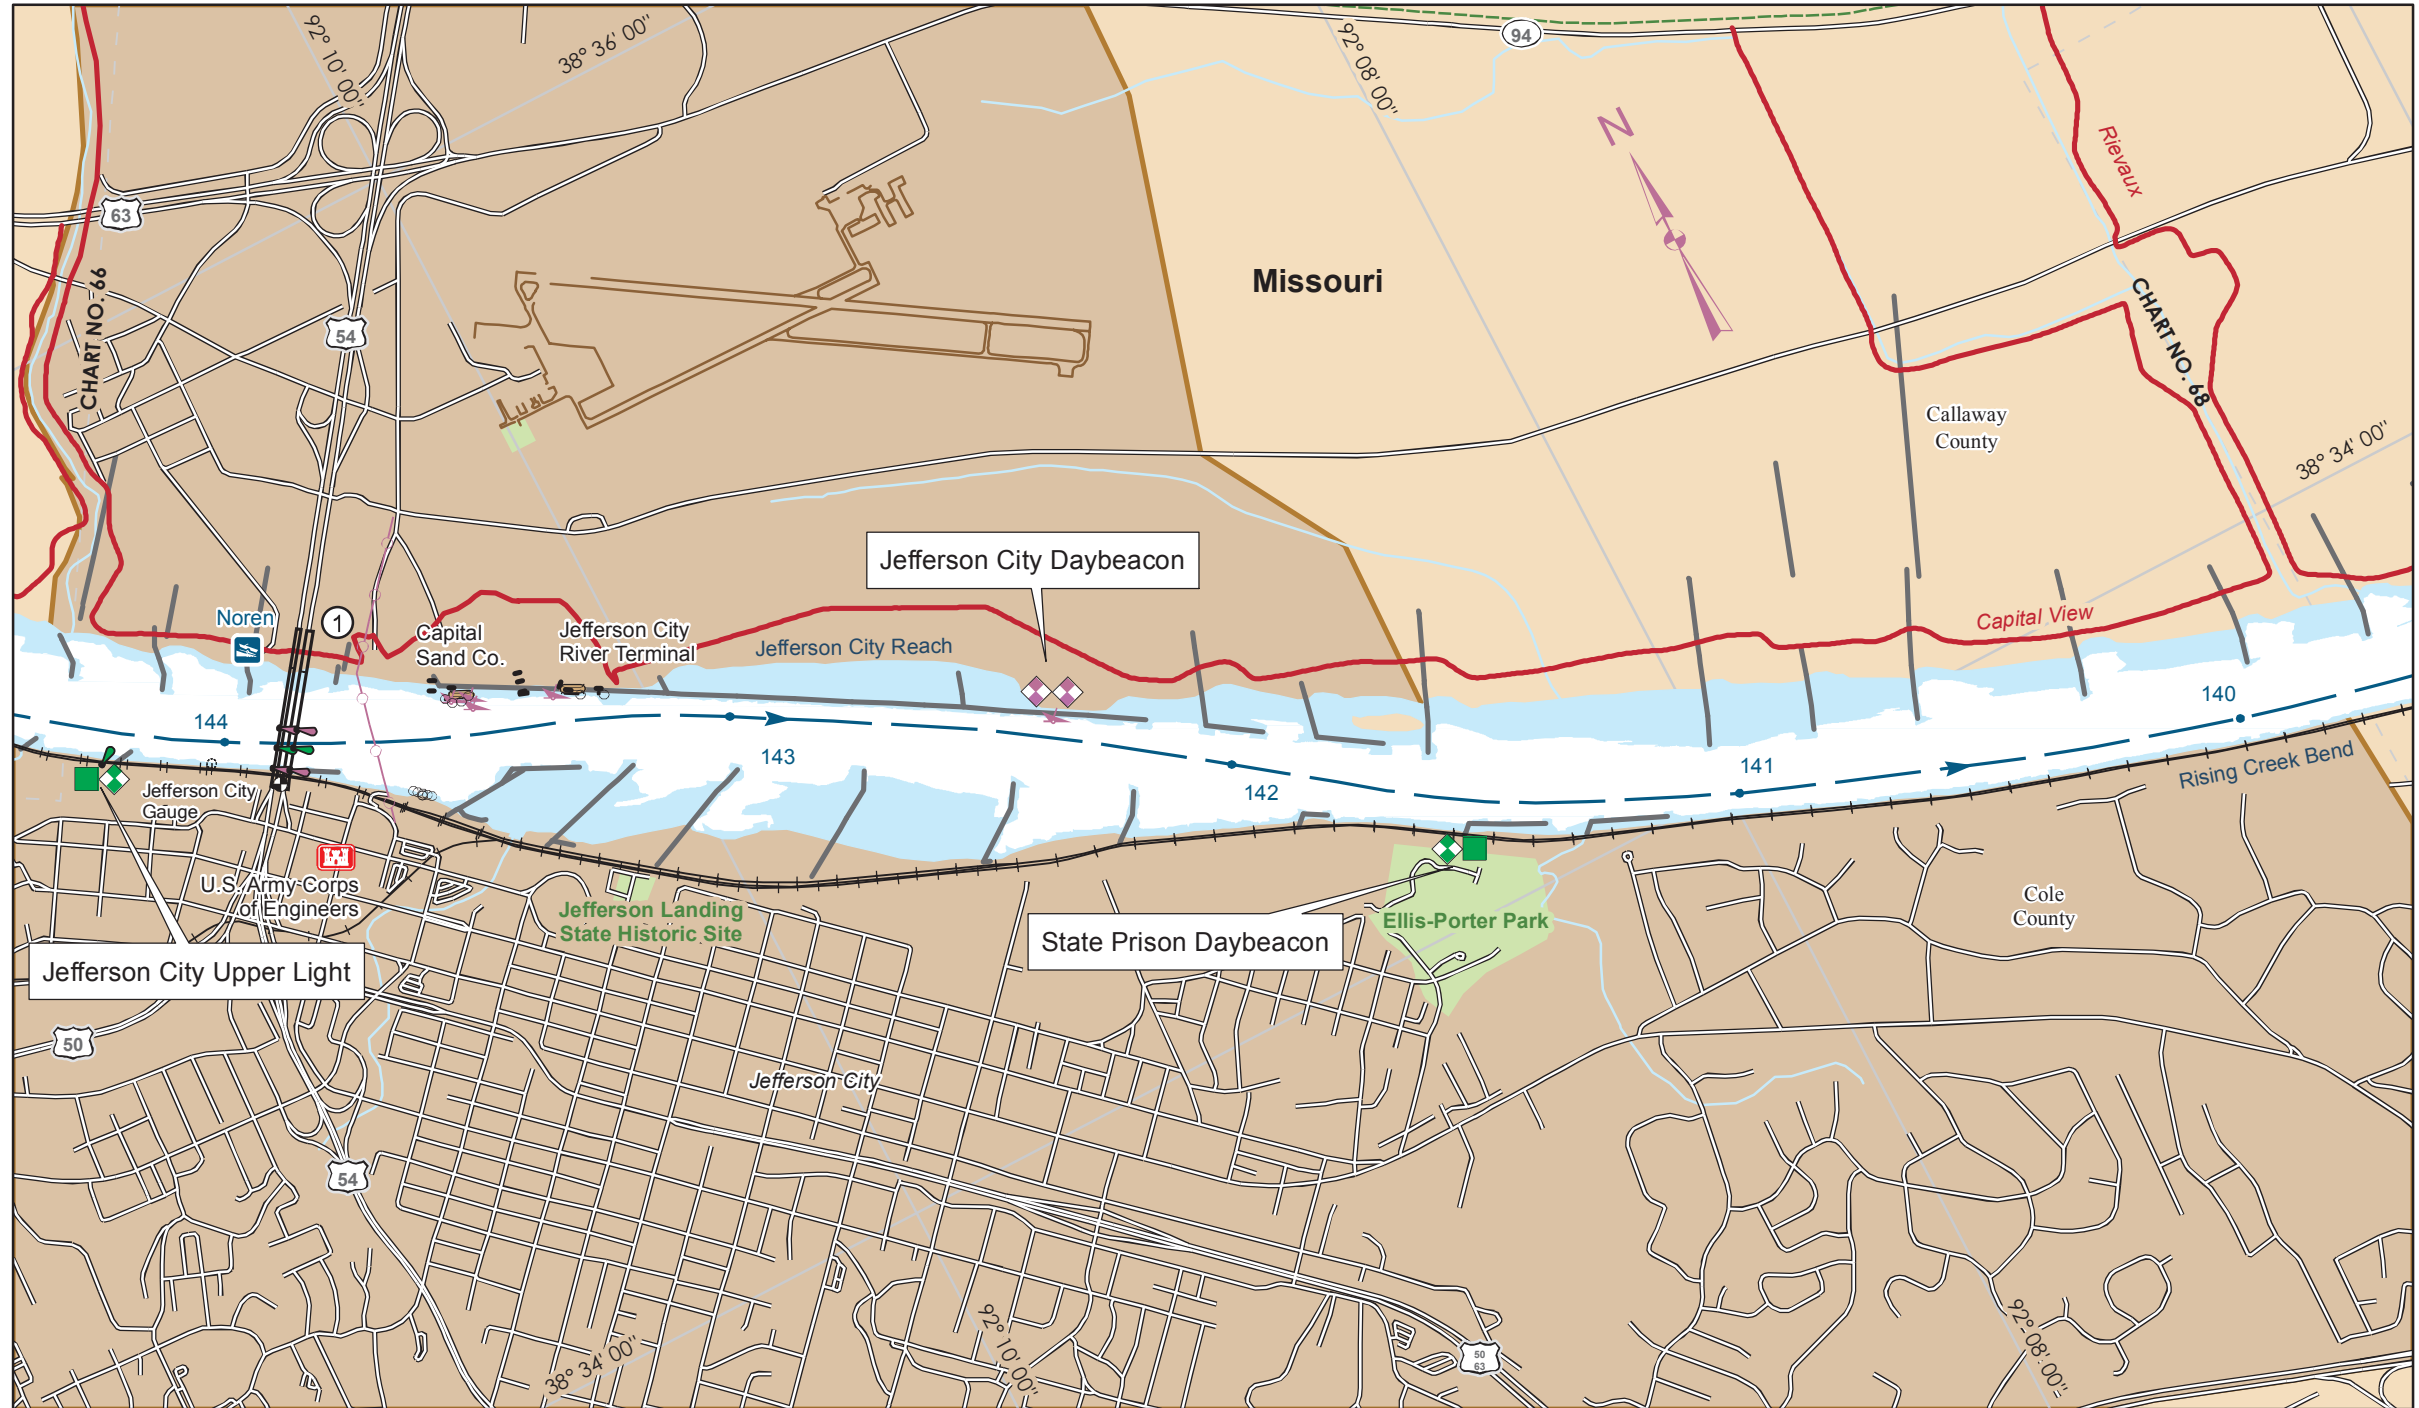 92° 10' 00"
38° 36' 00"
92° 08' 00"
94
N
Rievaux
63
CHART NO. 66
54
Missouri
CHART NO. 68
Callaway
County
38° 34' 00"
Jefferson City Daybeacon
Noren
1
Capital
Sand Co.
Jefferson City
River Terminal
Jefferson City Reach
Capital View
144
143
142
141
140
Rising Creek Bend
Jefferson City
Gauge
U.S. Army Corps
of Engineers
Jefferson Landing
State Historic Site
Ellis-Porter Park
Cole
County
State Prison Daybeacon
Jefferson City Upper Light
50
Jefferson City
54
38° 34' 00"
92° 10' 00"
50
63
92° 08' 00"